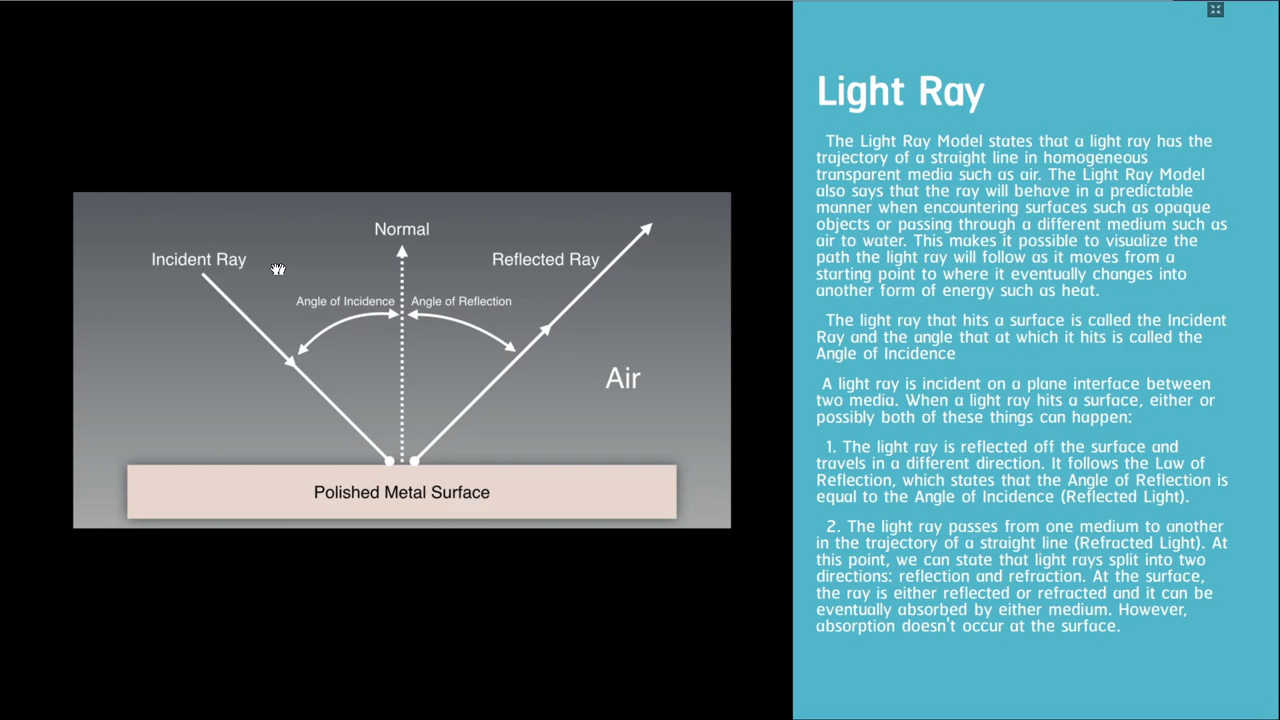 Normal
Incident Ray
Reflected Ray
Angle of Incidence
Angle of Reflection
Air
Polished Metal Surface
Light Ray
The Light Ray Model states that a light ray has the
trajectory of a straight line in homogeneous
transparent media such as air. The Light Ray Model
also says that the ray will behave in a predictable
manner when encountering surfaces such as opaque
objects or passing through a different medium such as
air to water. This makes it possible to visualize the
path the light ray will follow as it moves from a
starting point to where it eventually changes into
another form of energy such as heat.
The light ray that hits a surface is called the Incident
Ray and the angle that at which it hits is called the
Angle of Incidence
A light ray is incident on a plane interface between
two media. When a light ray hits a surface, either or
possibly both of these things can happen:
1. The light ray is reflected off the surface and
travels in a different direction. It follows the Law of
Reflection, which states that the Angle of Reflection is
equal to the Angle of Incidence (Reflected Light).
2. The light ray passes from one medium to another
in the trajectory of a straight line (Refracted Light). At
this point, we can state that light rays split into two
directions: reflection and refraction. At the surface,
the ray is either reflected or refracted and it can be
eventually absorbed by either medium. However,
absorption doesn't occur at the surface.